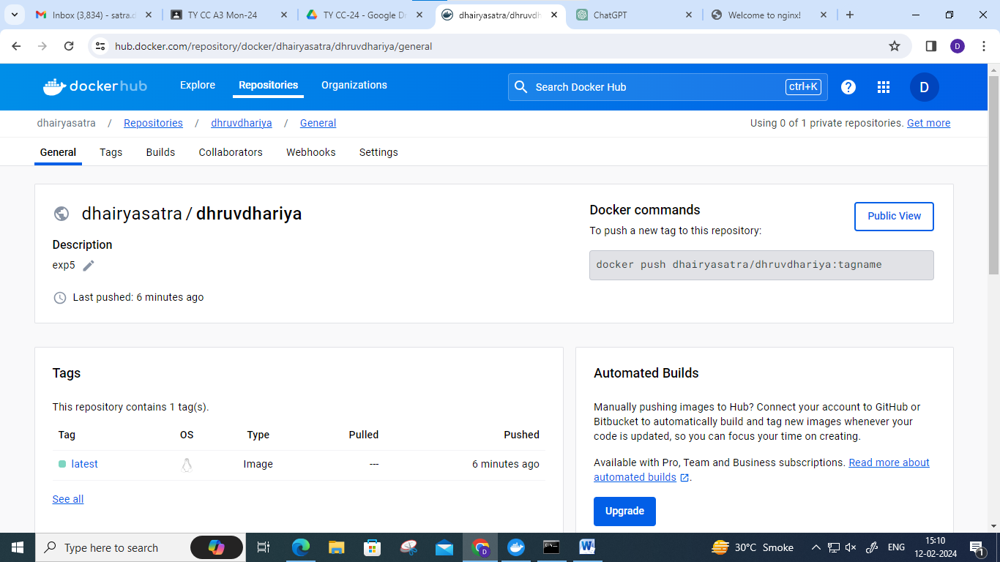 Inbox (3,834) - satra.d
TY CC A3 Mon-24
TY CC-24 - Google Dr
dhairyasatra/dhruvdh
ChatGPT
Welcome to nginx!
hub.docker.com/repository/docker/dhairyasatra/dhruvdhariya/general
D
dockerhub
Explore
Repositories
Organizations
Search Docker Hub
ctrl+K
?
D
dhairyasatra / Repositories / dhruvdhariya / General
Using 0 of 1 private repositories. Get more
General
Tags
Builds
Collaborators
Webhooks
Settings
dhairyasatra / dhruvdhariya
Description
exp5
Last pushed: 6 minutes ago
Docker commands
Public View
To push a new tag to this repository:
docker push dhairyasatra/dhruvdhariya:tagname
Tags
This repository contains 1 tag(s).
Tag OS Type Pulled Pushed
latest Image --- 6 minutes ago
See all
Automated Builds
Manually pushing images to Hub? Connect your account to GitHub or
Bitbucket to automatically build and tag new images whenever your
code is updated, so you can focus your time on creating.
Available with Pro, Team and Business subscriptions. Read more about
automated builds .
Upgrade
Type here to search
D
W
30°C Smoke
ENG
15:10
12-02-2024
1